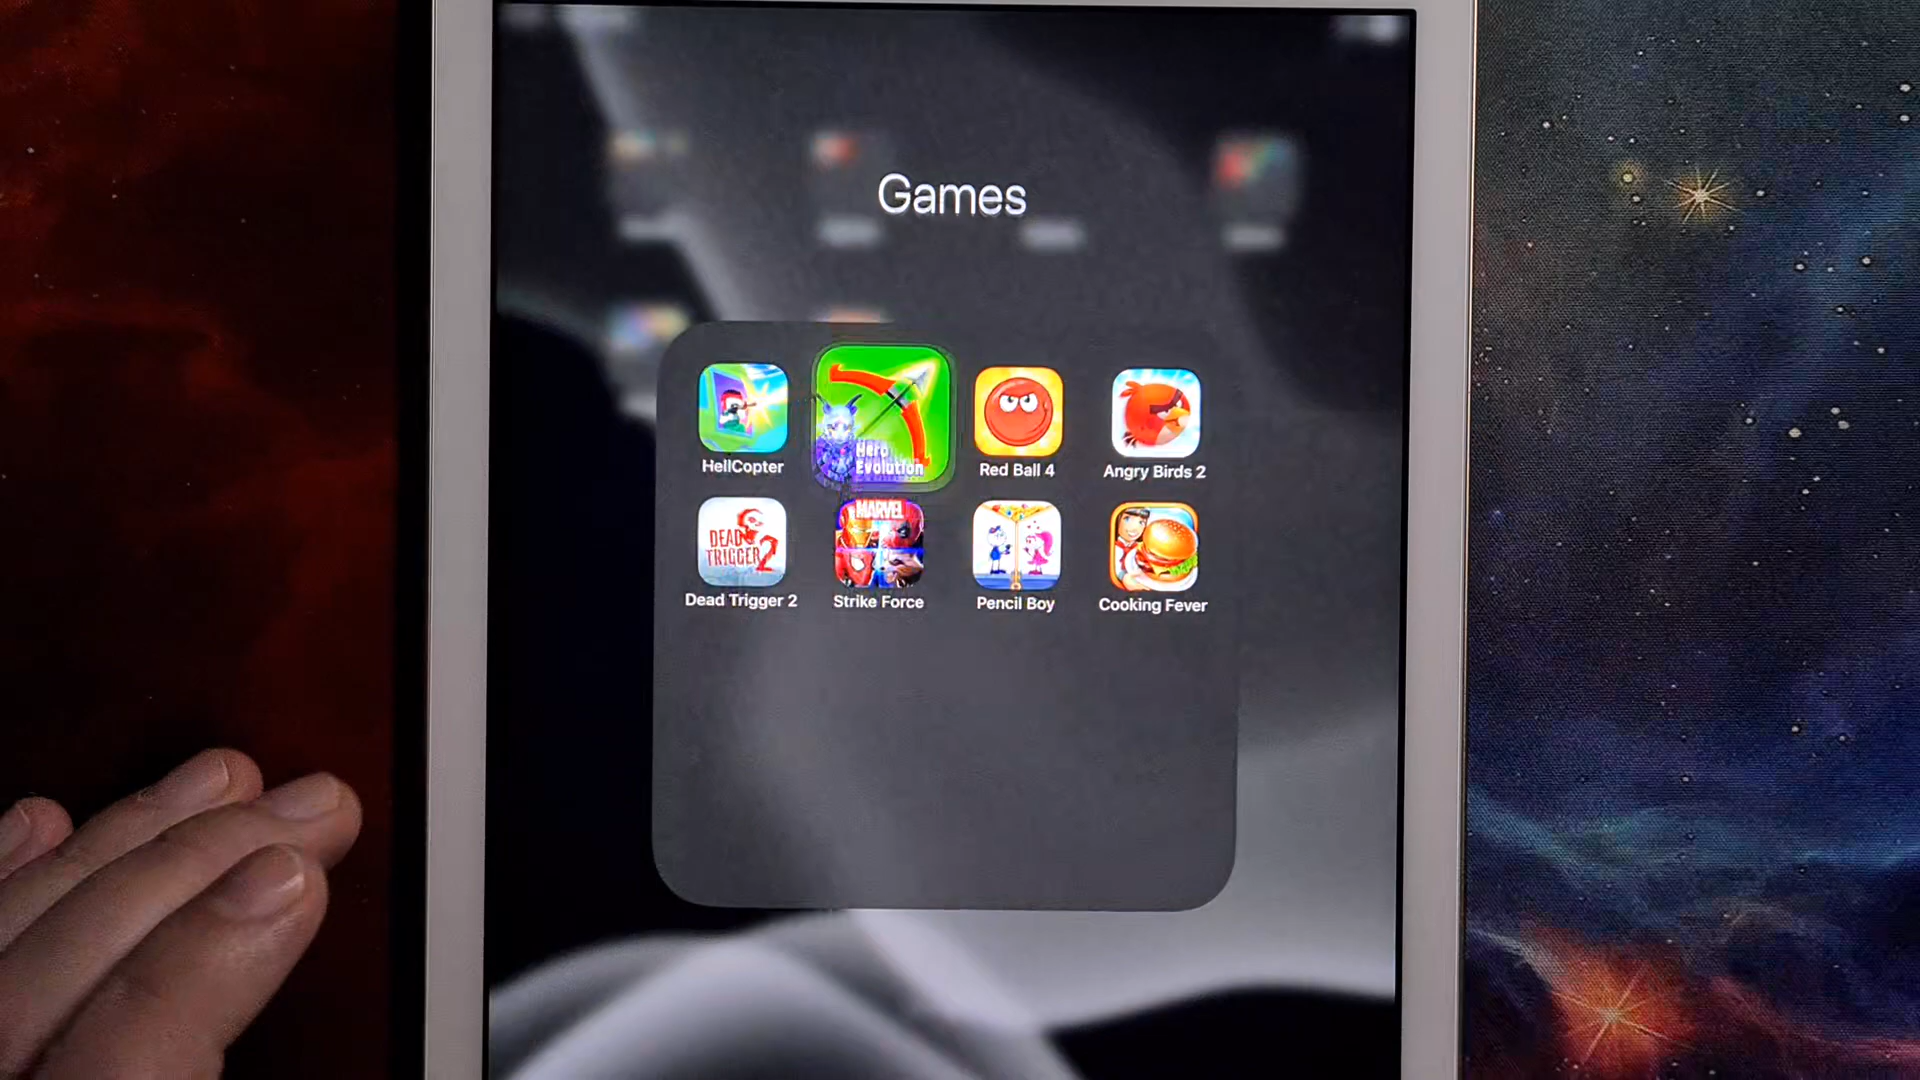 Games
HellCopter
Hero
Evolution
Red Ball 4
Angry Birds 2
DEAD
TRIGGER 2
MARVEL
Dead Trigger 2
Strike Force
Pencil Boy
Cooking Fever